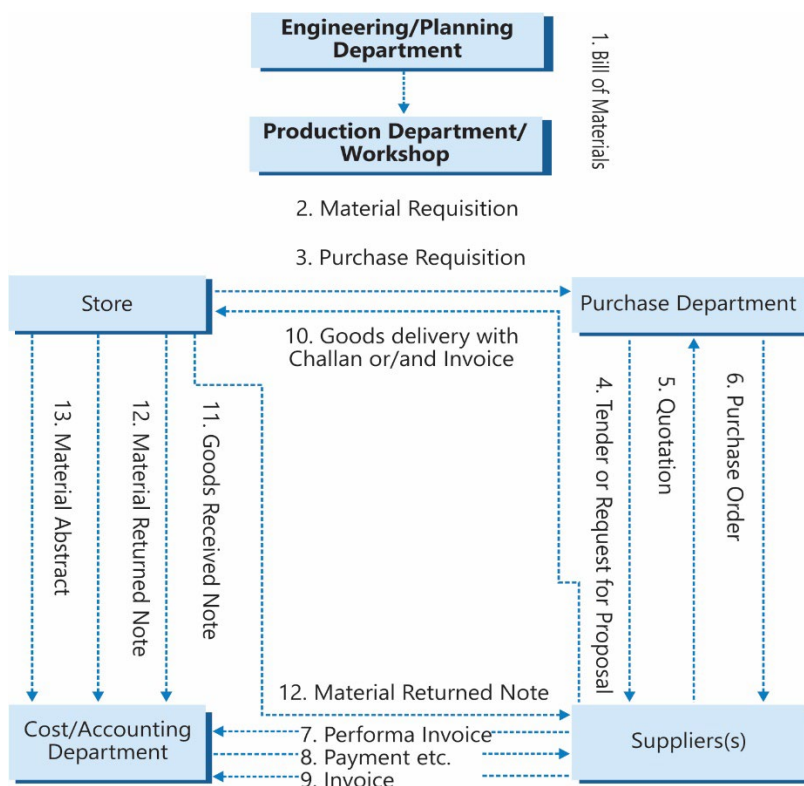 Engineering/Planning
Department
1. Bill of Materials
Production Department/
Workshop
2. Material Requisition
3. Purchase Requisition
Store
Purchase Department
10. Goods delivery with
Challan or/and Invoice
13. Material Abstract
12. Material Returned Note
11. Goods Received Note
4. Tender or Request for Proposal
5. Quotation
6. Purchase Order
12. Material Returned Note
Cost/Accounting
Department
7. Performa Invoice
8. Payment etc.
9. Invoice
Suppliers(s)